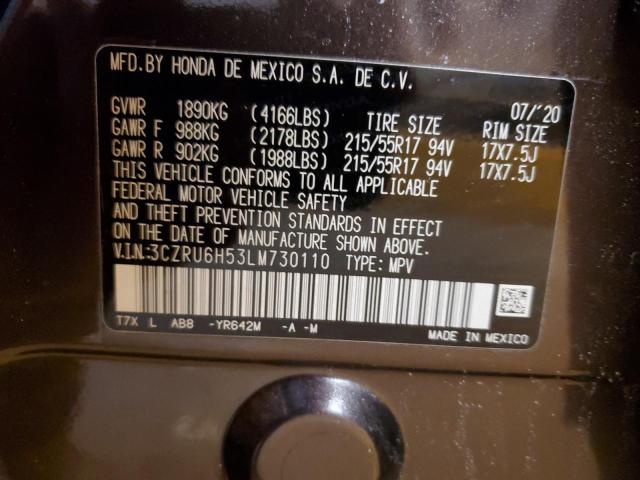 MFD.BY HONDA DE MEXICO S.A. DE C.V.
07/'20
GVWR 1890KG (4166LBS) TIRE SIZE RIM SIZE
GAWR F 988KG (2178LBS) 215/55R17 94V 17X7.5J
GAWR R 902KG (1988LBS) 215/55R17 94V 17X7.5J
THIS VEHICLE CONFORMS TO ALL APPLICABLE
FEDERAL MOTOR VEHICLE SAFETY
AND THEFT PREVENTION STANDARDS IN EFFECT
ON THE DATE OF MANUFACTURE SHOWN ABOVE.
V.I.N:3CZRU6H53LM730110 TYPE: MPV
T7X L AB8 -YR642M -A -M
MADE IN MEXICO